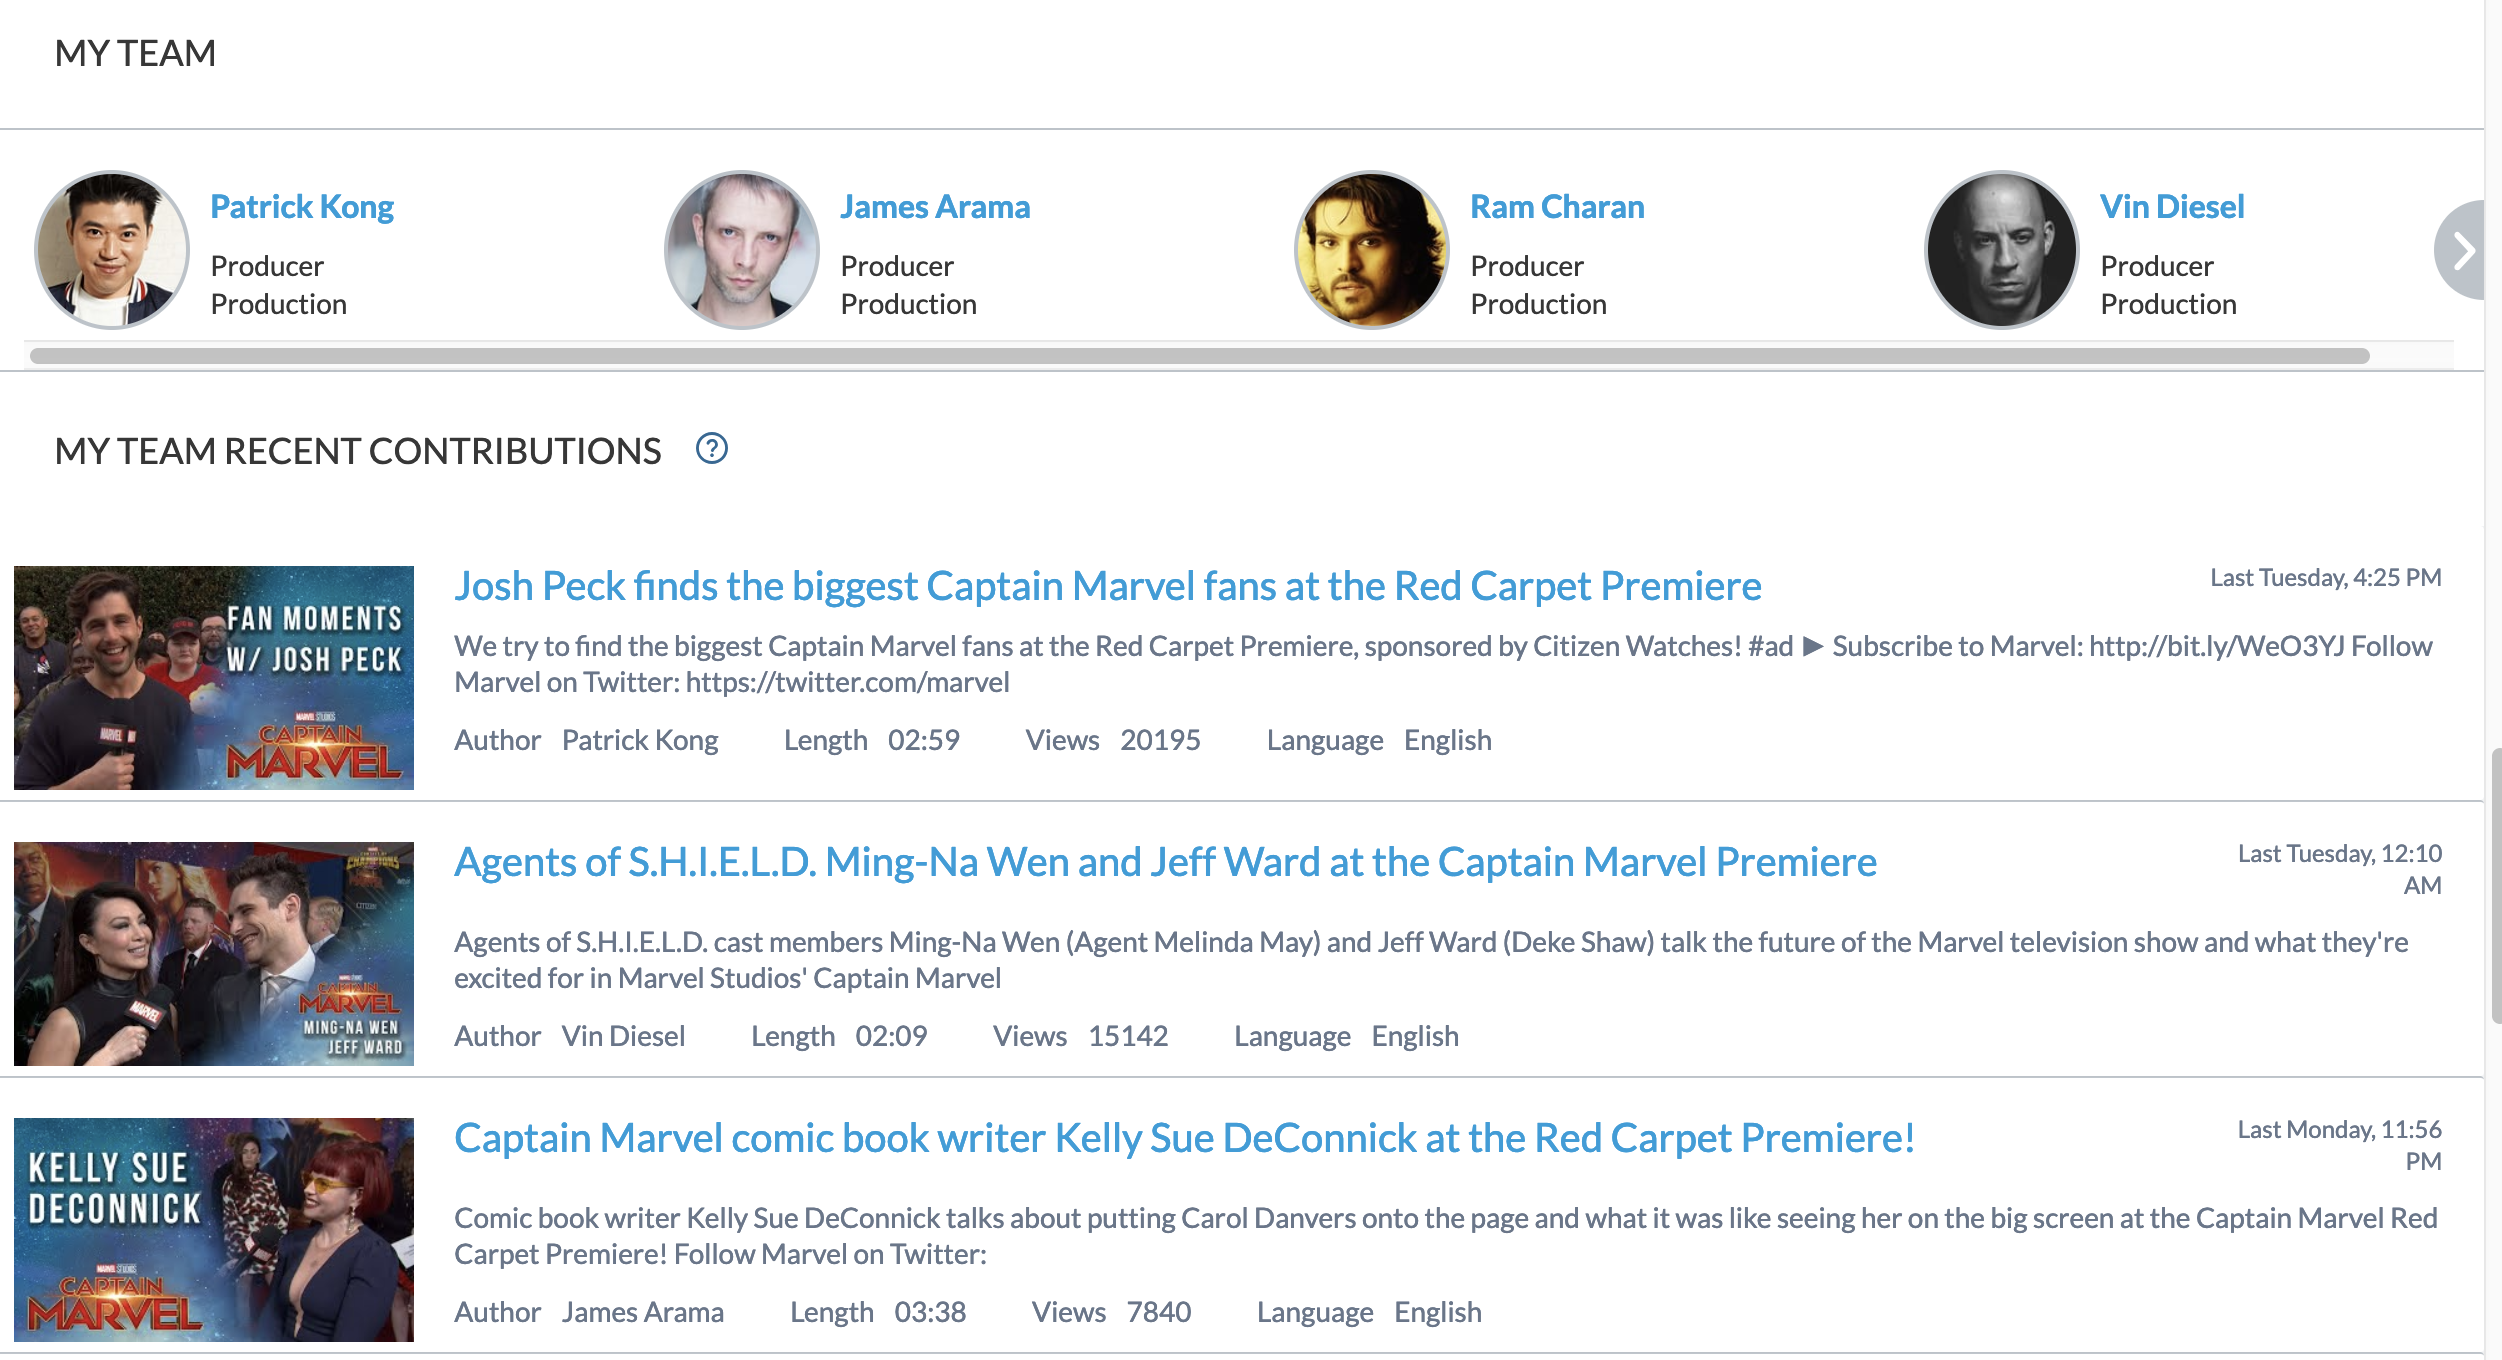 MY TEAM
Patrick Kong
Producer
Production
James Arama
Producer
Production
Ram Charan
Producer
Production
Vin Diesel
Producer
Production
MY TEAM RECENT CONTRIBUTIONS ?
FAN MOMENTS
W/ JOSH PECK
MARVEL
MARVEL STUDIOS
CAPTAIN
MARVEL
Josh Peck finds the biggest Captain Marvel fans at the Red Carpet Premiere
Last Tuesday, 4:25 PM
We try to find the biggest Captain Marvel fans at the Red Carpet Premiere, sponsored by Citizen Watches! #ad ► Subscribe to Marvel: http://bit.ly/WeO3YJ Follow
Marvel on Twitter: https://twitter.com/marvel
Author Patrick Kong Length 02:59 Views 20195 Language English
CHAMPIONS
CITIZEN
MARVEL
CAPTAIN
MARVEL
MING-NA WEN
JEFF WARD
Agents of S.H.I.E.L.D. Ming-Na Wen and Jeff Ward at the Captain Marvel Premiere
Last Tuesday, 12:10
AM
Agents of S.H.I.E.L.D. cast members Ming-Na Wen (Agent Melinda May) and Jeff Ward (Deke Shaw) talk the future of the Marvel television show and what they're
excited for in Marvel Studios' Captain Marvel
Author Vin Diesel Length 02:09 Views 15142 Language English
KELLY SUE
DECONNICK
MARVEL STUDIOS
CAPTAIN
MARVEL
Captain Marvel comic book writer Kelly Sue DeConnick at the Red Carpet Premiere!
Last Monday, 11:56
PM
Comic book writer Kelly Sue DeConnick talks about putting Carol Danvers onto the page and what it was like seeing her on the big screen at the Captain Marvel Red
Carpet Premiere! Follow Marvel on Twitter:
Author James Arama Length 03:38 Views 7840 Language English